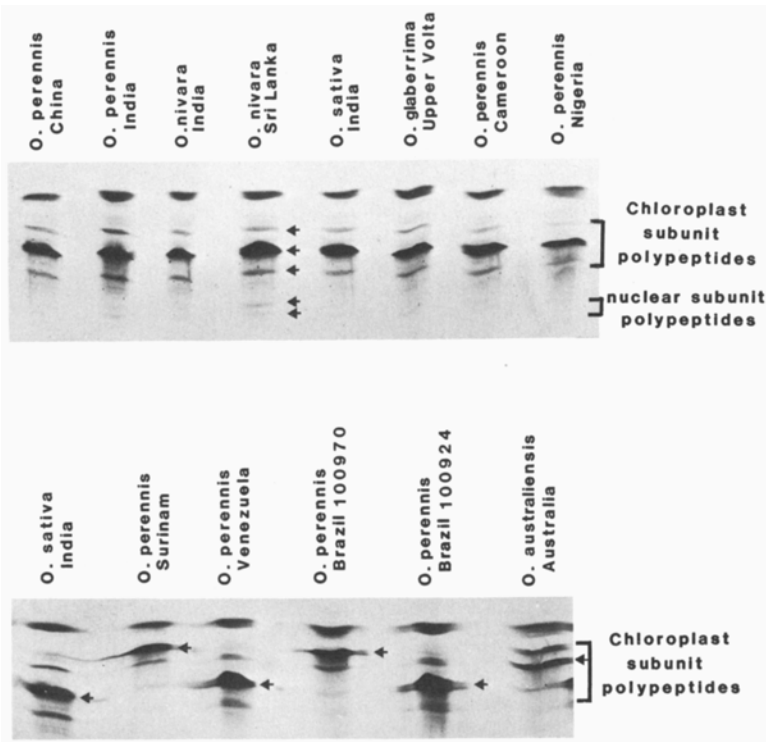 O. perennis
China
O. perennis
India
O.nivara
India
O. nivara
Sri Lanka
O. sativa
India
O. glaberrima
Upper Volta
O. perennis
Cameroon
O. perennis
Nigeria
Chloroplast
subunit
polypeptides
nuclear subunit
polypeptides
O. sativa
India
O. perennis
Surinam
O. perennis
Venezuela
O. perennis
Brazil 100970
O. perennis
Brazil 100924
O. australiensis
Australia
Chloroplast
subunit
polypeptides